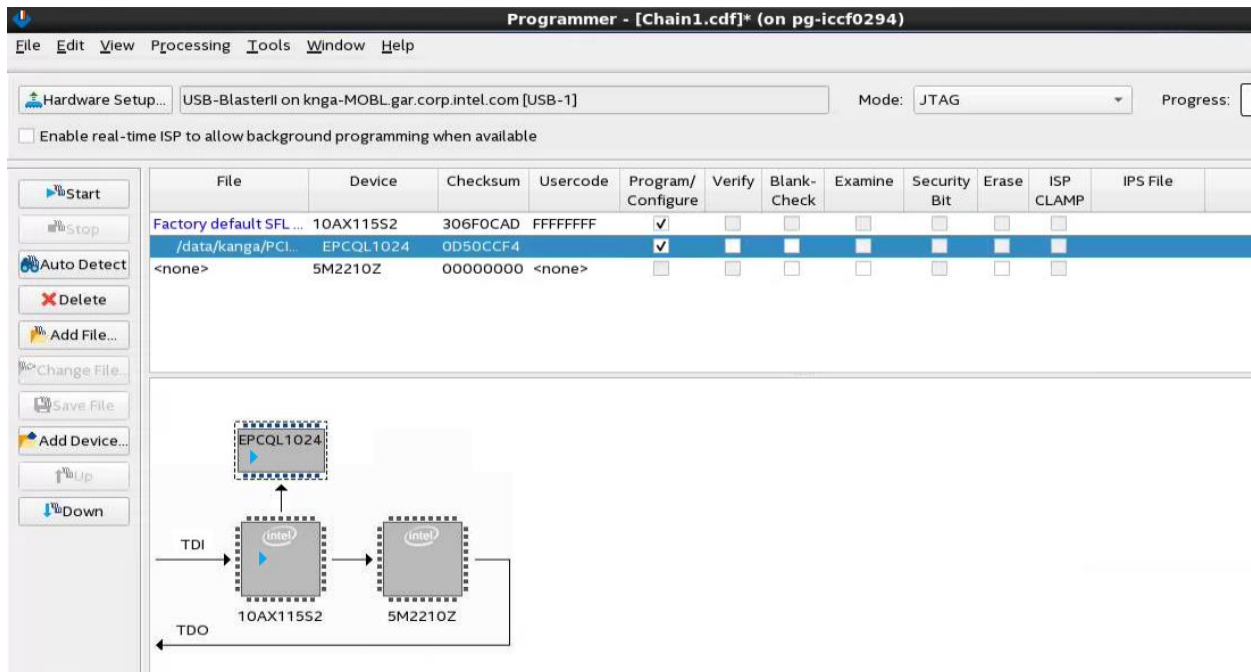 Programmer - [Chain1.cdf]* (on pg-iccf0294)
File Edit View Processing Tools Window Help
Hardware Setup... USB-BlasterII on knga-MOBL.gar.corp.intel.com [USB-1] Mode: JTAG Progress:
Enable real-time ISP to allow background programming when available
Start
Stop
Auto Detect
Delete
Add File...
Change File...
Save File
Add Device...
Up
Down
File Device Checksum Usercode Program/ Configure Verify Blank- Check Examine Security Bit Erase ISP CLAMP IPS File
Factory default SFL ... 10AX115S2 306F0CAD FFFFFFFF
/data/kanga/PCI... EPCQL1024 0D50CCF4
<none> 5M2210Z 00000000 <none>
EPCQL1024
TDI
intel
intel
10AX115S2 5M2210Z
TDO